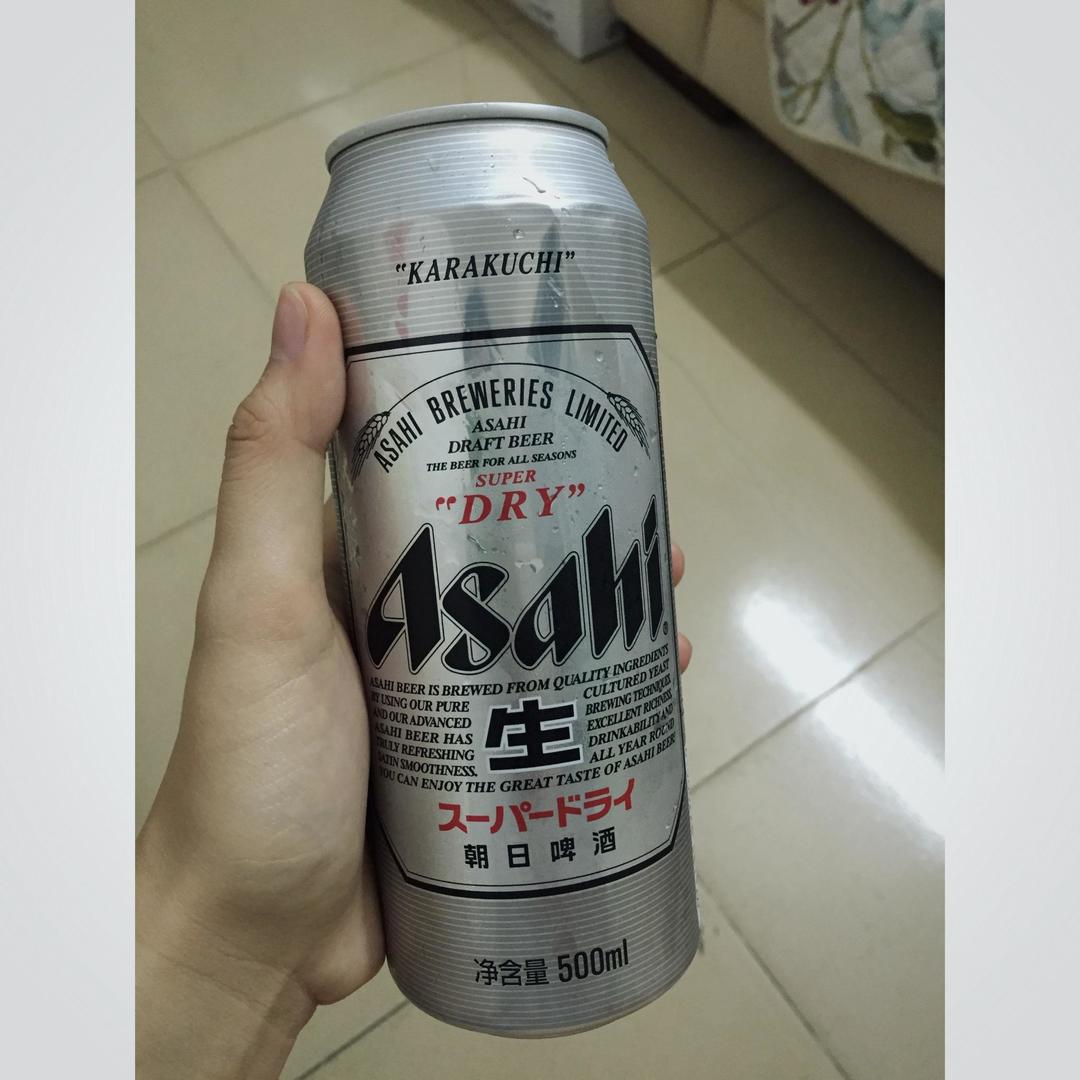 “KARAKUCHI”
ASAHI BREWERIES LIMITED
ASAHI
DRAFT BEER
THE BEER FOR ALL SEASONS
SUPER
“DRY”
Asahi
®
ASAHI BEER IS BREWED FROM QUALITY INGREDIENTS
BY USING OUR PURE CULTURED YEAST
AND OUR ADVANCED BREWING TECHNIQUES.
ASAHI BEER HAS EXCELLENT RICHNESS,
TRULY REFRESHING DRINKABILITY AND
SATIN SMOOTHNESS. ALL YEAR ROUND
生
YOU CAN ENJOY THE GREAT TASTE OF ASAHI BEER
スーパードライ
朝日啤酒
净含量 500ml